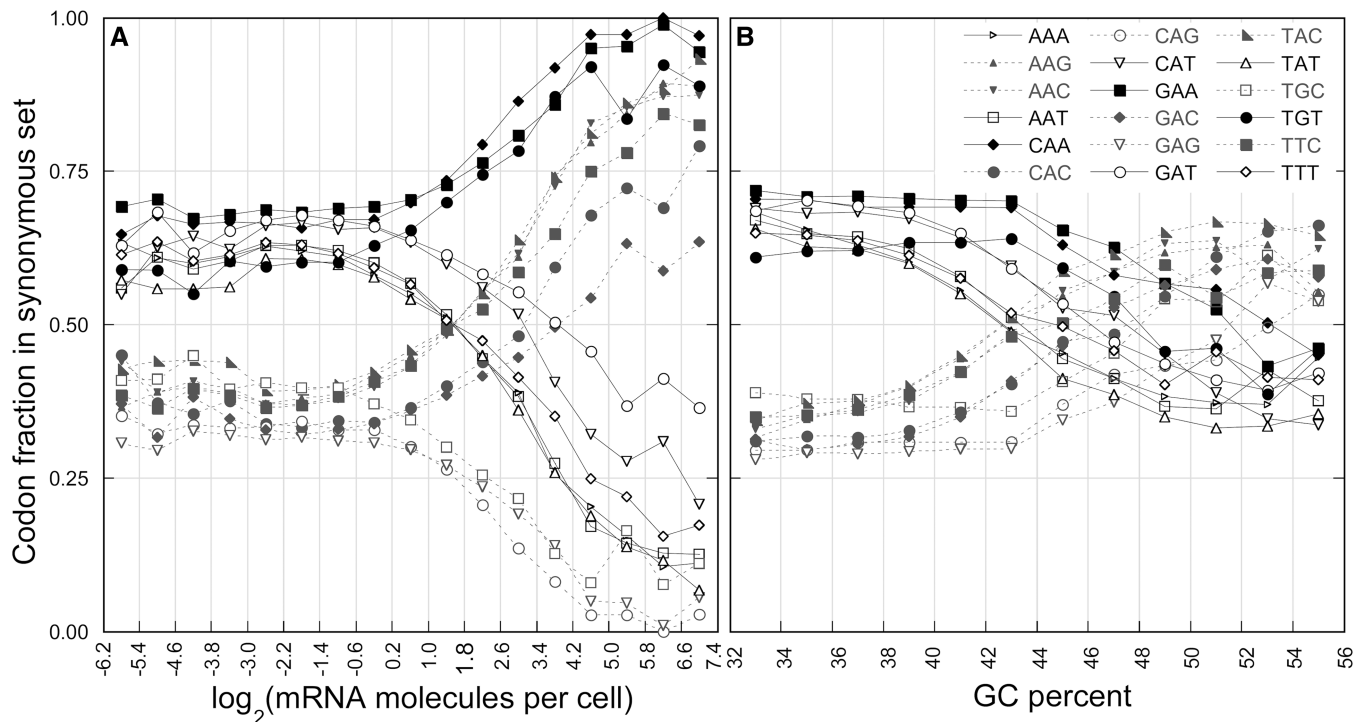 Codon fraction in synonymous set
1.00
0.75
0.50
0.25
0.00
A
-6.2 -5.4 -4.6 -3.8 -3.0 -2.2 -1.4 -0.6 0.2 1.0 1.8 2.6 3.4 4.2 5.0 5.8 6.6 7.4
log2(mRNA molecules per cell)
B
AAA CAG TAC
AAG CAT TAT
AAC GAA TGC
AAT GAC TGT
CAA GAG TTC
CAC GAT TTT
32 34 36 38 40 42 44 46 48 50 52 54 56
GC percent